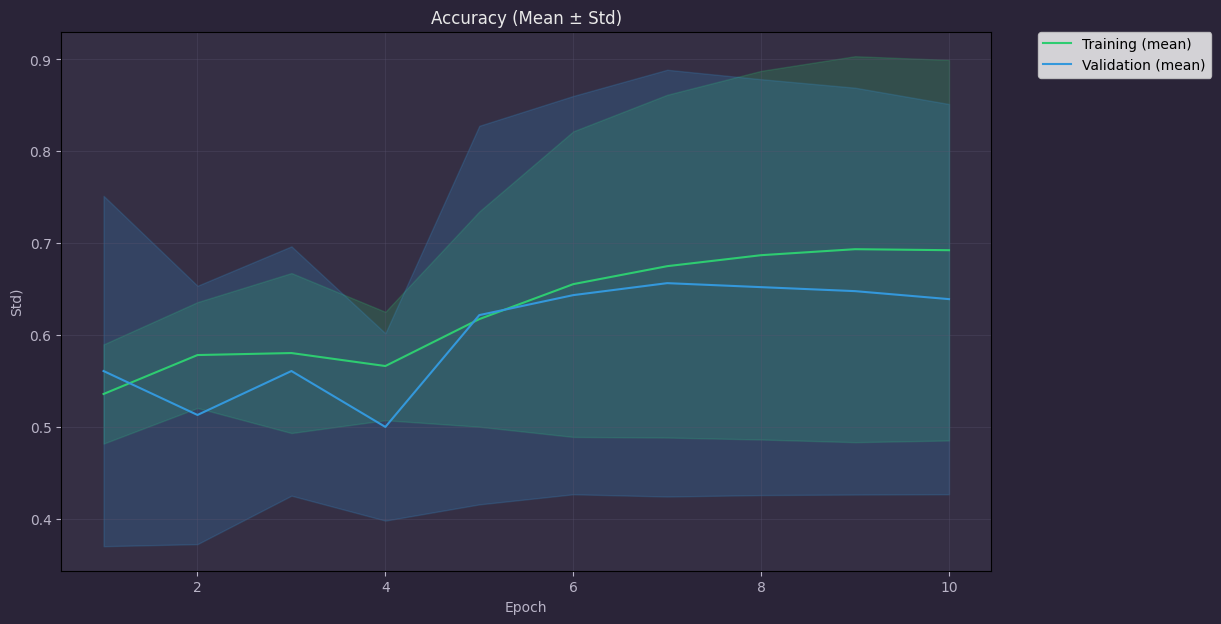 Accuracy (Mean ± Std)
Training (mean)
Validation (mean)
0.9
0.8
0.7
0.6
0.5
0.4
Std)
2 4 6 8 10
Epoch